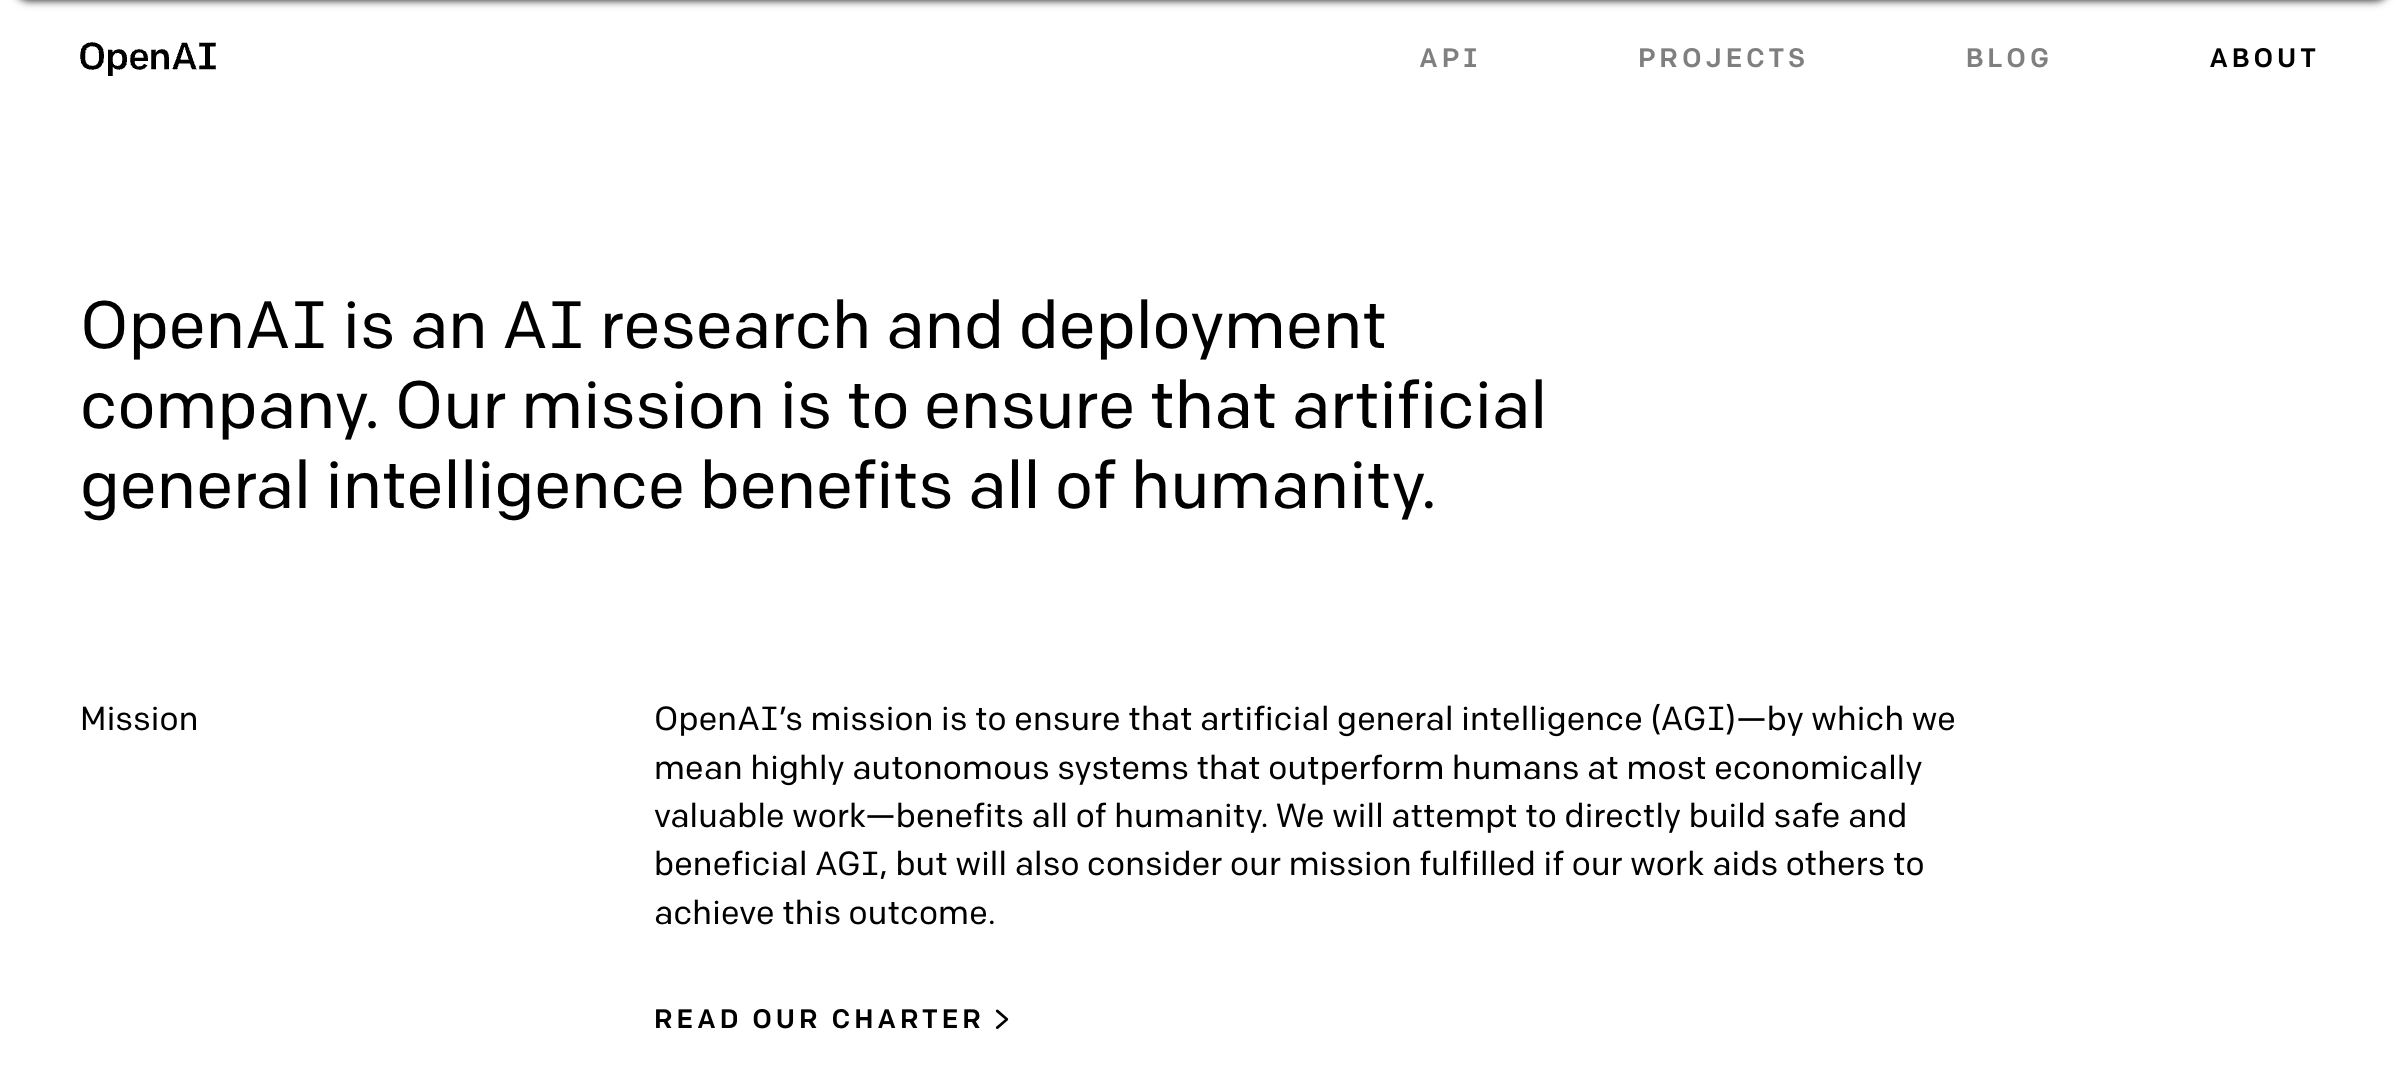 OpenAI
API PROJECTS BLOG ABOUT
OpenAI is an AI research and deployment
company. Our mission is to ensure that artificial
general intelligence benefits all of humanity.
Mission
OpenAI’s mission is to ensure that artificial general intelligence (AGI)—by which we
mean highly autonomous systems that outperform humans at most economically
valuable work—benefits all of humanity. We will attempt to directly build safe and
beneficial AGI, but will also consider our mission fulfilled if our work aids others to
achieve this outcome.
READ OUR CHARTER >